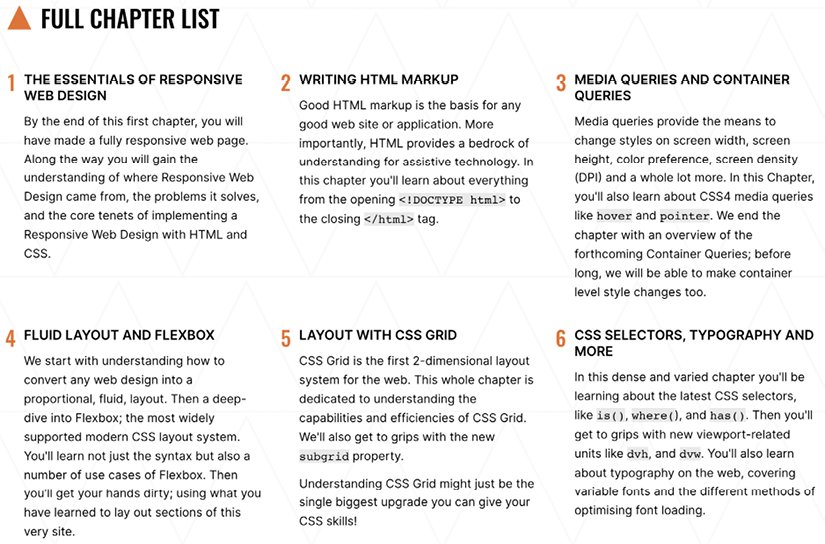 FULL CHAPTER LIST
1 THE ESSENTIALS OF RESPONSIVE
WEB DESIGN
By the end of this first chapter, you will
have made a fully responsive web page.
Along the way you will gain the
understanding of where Responsive Web
Design came from, the problems it solves,
and the core tenets of implementing a
Responsive Web Design with HTML and
CSS.
2 WRITING HTML MARKUP
Good HTML markup is the basis for any
good web site or application. More
importantly, HTML provides a bedrock of
understanding for assistive technology. In
this chapter you'll learn about everything
from the opening <!DOCTYPE html> to
the closing </html> tag.
3 MEDIA QUERIES AND CONTAINER
QUERIES
Media queries provide the means to
change styles on screen width, screen
height, color preference, screen density
(DPI) and a whole lot more. In this Chapter,
you'll also learn about CSS4 media queries
like hover and pointer. We end the
chapter with an overview of the
forthcoming Container Queries; before
long, we will be able to make container
level style changes too.
4 FLUID LAYOUT AND FLEXBOX
We start with understanding how to
convert any web design into a
proportional, fluid, layout. Then a deep-
dive into Flexbox; the most widely
supported modern CSS layout system.
You'll learn not just the syntax but also a
number of use cases of Flexbox. Then
you'll get your hands dirty; using what you
have learned to lay out sections of this
very site.
5 LAYOUT WITH CSS GRID
CSS Grid is the first 2-dimensional layout
system for the web. This whole chapter is
dedicated to understanding the
capabilities and efficiencies of CSS Grid.
We'll also get to grips with the new
subgrid property.
Understanding CSS Grid might just be the
single biggest upgrade you can give your
CSS skills!
6 CSS SELECTORS, TYPOGRAPHY AND
MORE
In this dense and varied chapter you'll be
learning about the latest CSS selectors,
like is(), where(), and has(). Then you'll
get to grips with new viewport-related
units like dvh, and dvw. You'll also learn
about typography on the web, covering
variable fonts and the different methods of
optimising font loading.